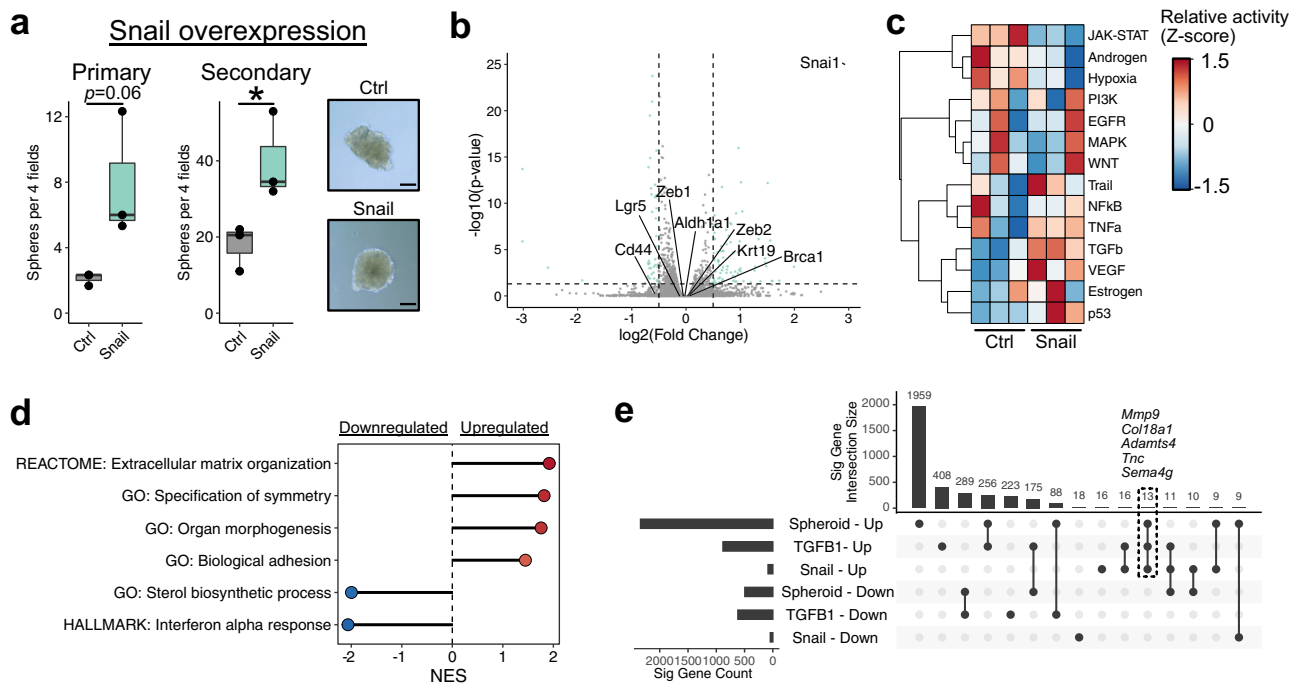 a
Snail overexpression
Primary
p=0.06
Spheres per 4 fields
12
8
4
0
Ctrl
Snail
Secondary
*
Spheres per 4 fields
40
20
0
Ctrl
Snail
Ctrl
Snail
b
-log10(p-value)
25
20
15
10
5
0
Snai1
Zeb1
Lgr5
Aldh1a1
Zeb2
Cd44
Krt19
Brca1
-3
-2
-1
0
1
2
3
log2(Fold Change)
c
JAK-STAT
Androgen
Hypoxia
PI3K
EGFR
MAPK
WNT
Trail
NFkB
TNFa
TGFb
VEGF
Estrogen
p53
Ctrl
Snail
Relative activity
(Z-score)
1.5
0
-1.5
d
Downregulated
Upregulated
REACTOME: Extracellular matrix organization
GO: Specification of symmetry
GO: Organ morphogenesis
GO: Biological adhesion
GO: Sterol biosynthetic process
HALLMARK: Interferon alpha response
-2
-1
0
1
2
NES
e
Sig Gene
Intersection Size
2000
1500
1000
500
0
1959
408
289
256
223
175
88
18
16
16
13
11
10
9
9
Mmp9
Col18a1
Adamts4
Tnc
Sema4g
Spheroid - Up
TGFB1- Up
Snail - Up
Spheroid - Down
TGFB1 - Down
Snail - Down
2000
1500
1000
500
0
Sig Gene Count